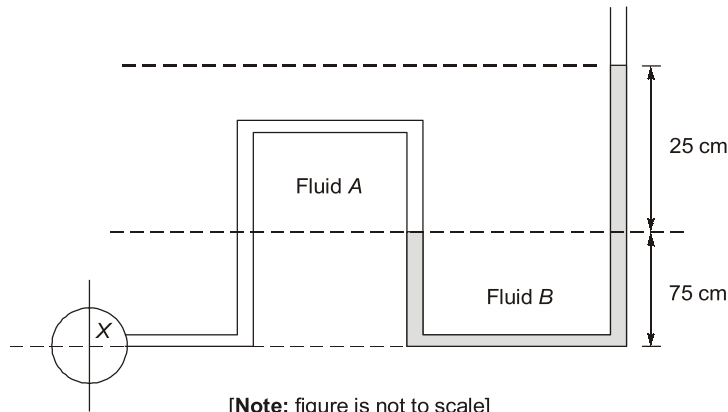 25 cm
Fluid A
Fluid B
75 cm
X
[Note: figure is not to scale]